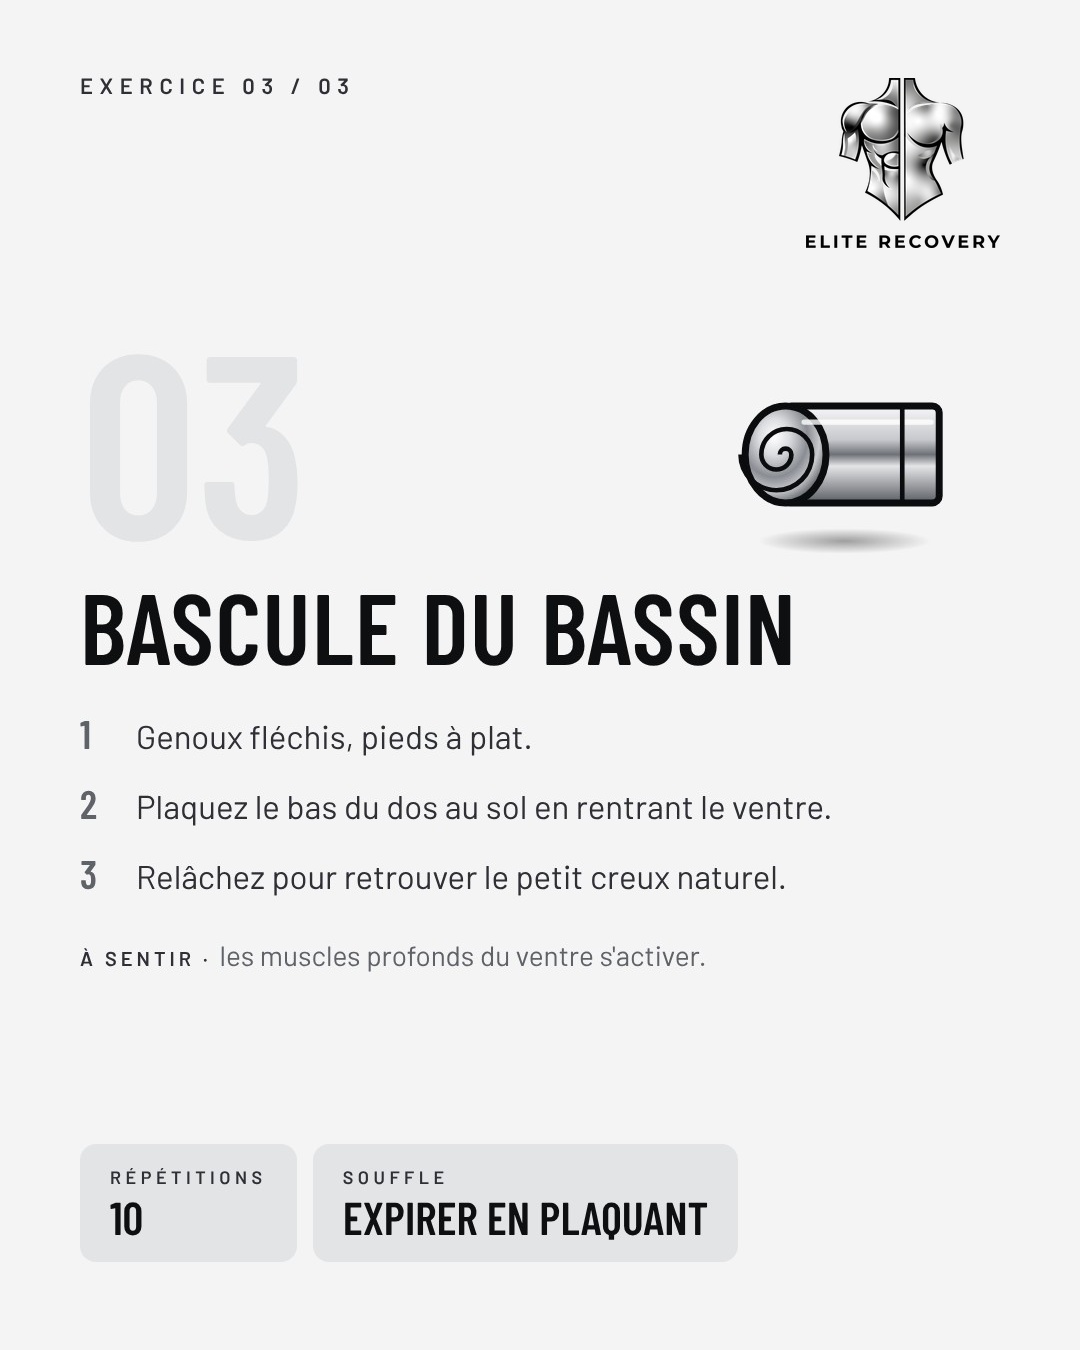 EXERCICE 03 / 03
ELITE RECOVERY
03
BASCULE DU BASSIN
1 Genoux fléchis, pieds à plat.
2 Plaquez le bas du dos au sol en rentrant le ventre.
3 Relâchez pour retrouver le petit creux naturel.
À SENTIR · les muscles profonds du ventre s'activer.
RÉPÉTITIONS
10
SOUFFLE
EXPIRER EN PLAQUANT